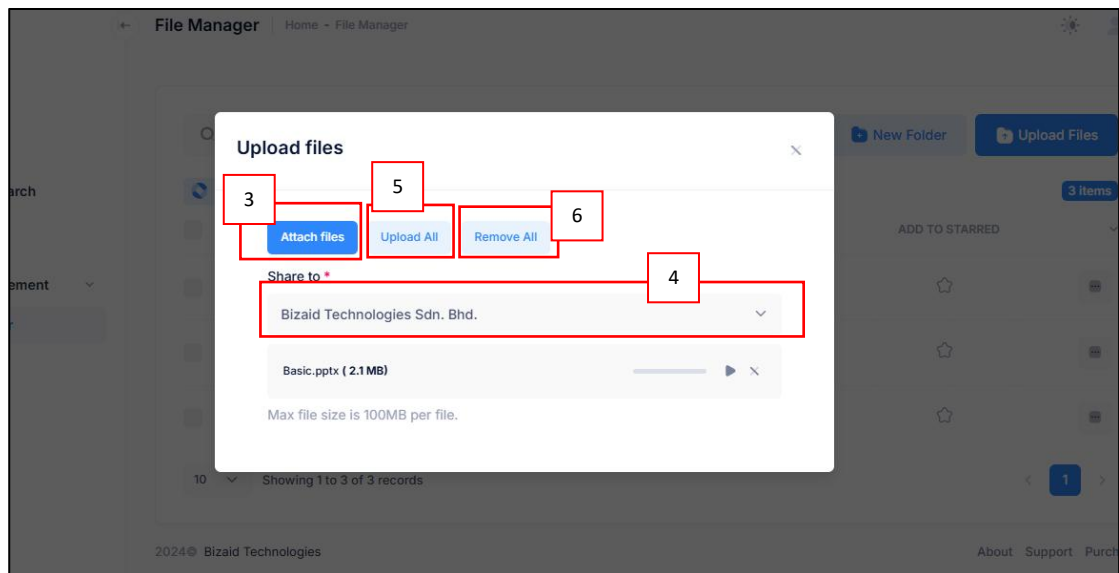 File Manager Home - File Manager
New Folder Upload Files
Upload files
arch
3 items
3
5
6
Attach files Upload All Remove All
ADD TO STARRED
Share to *
4
ement
Bizaid Technologies Sdn. Bhd.
Basic.pptx ( 2.1 MB)
Max file size is 100MB per file.
10 Showing 1 to 3 of 3 records
1
2024© Bizaid Technologies
About Support Purch